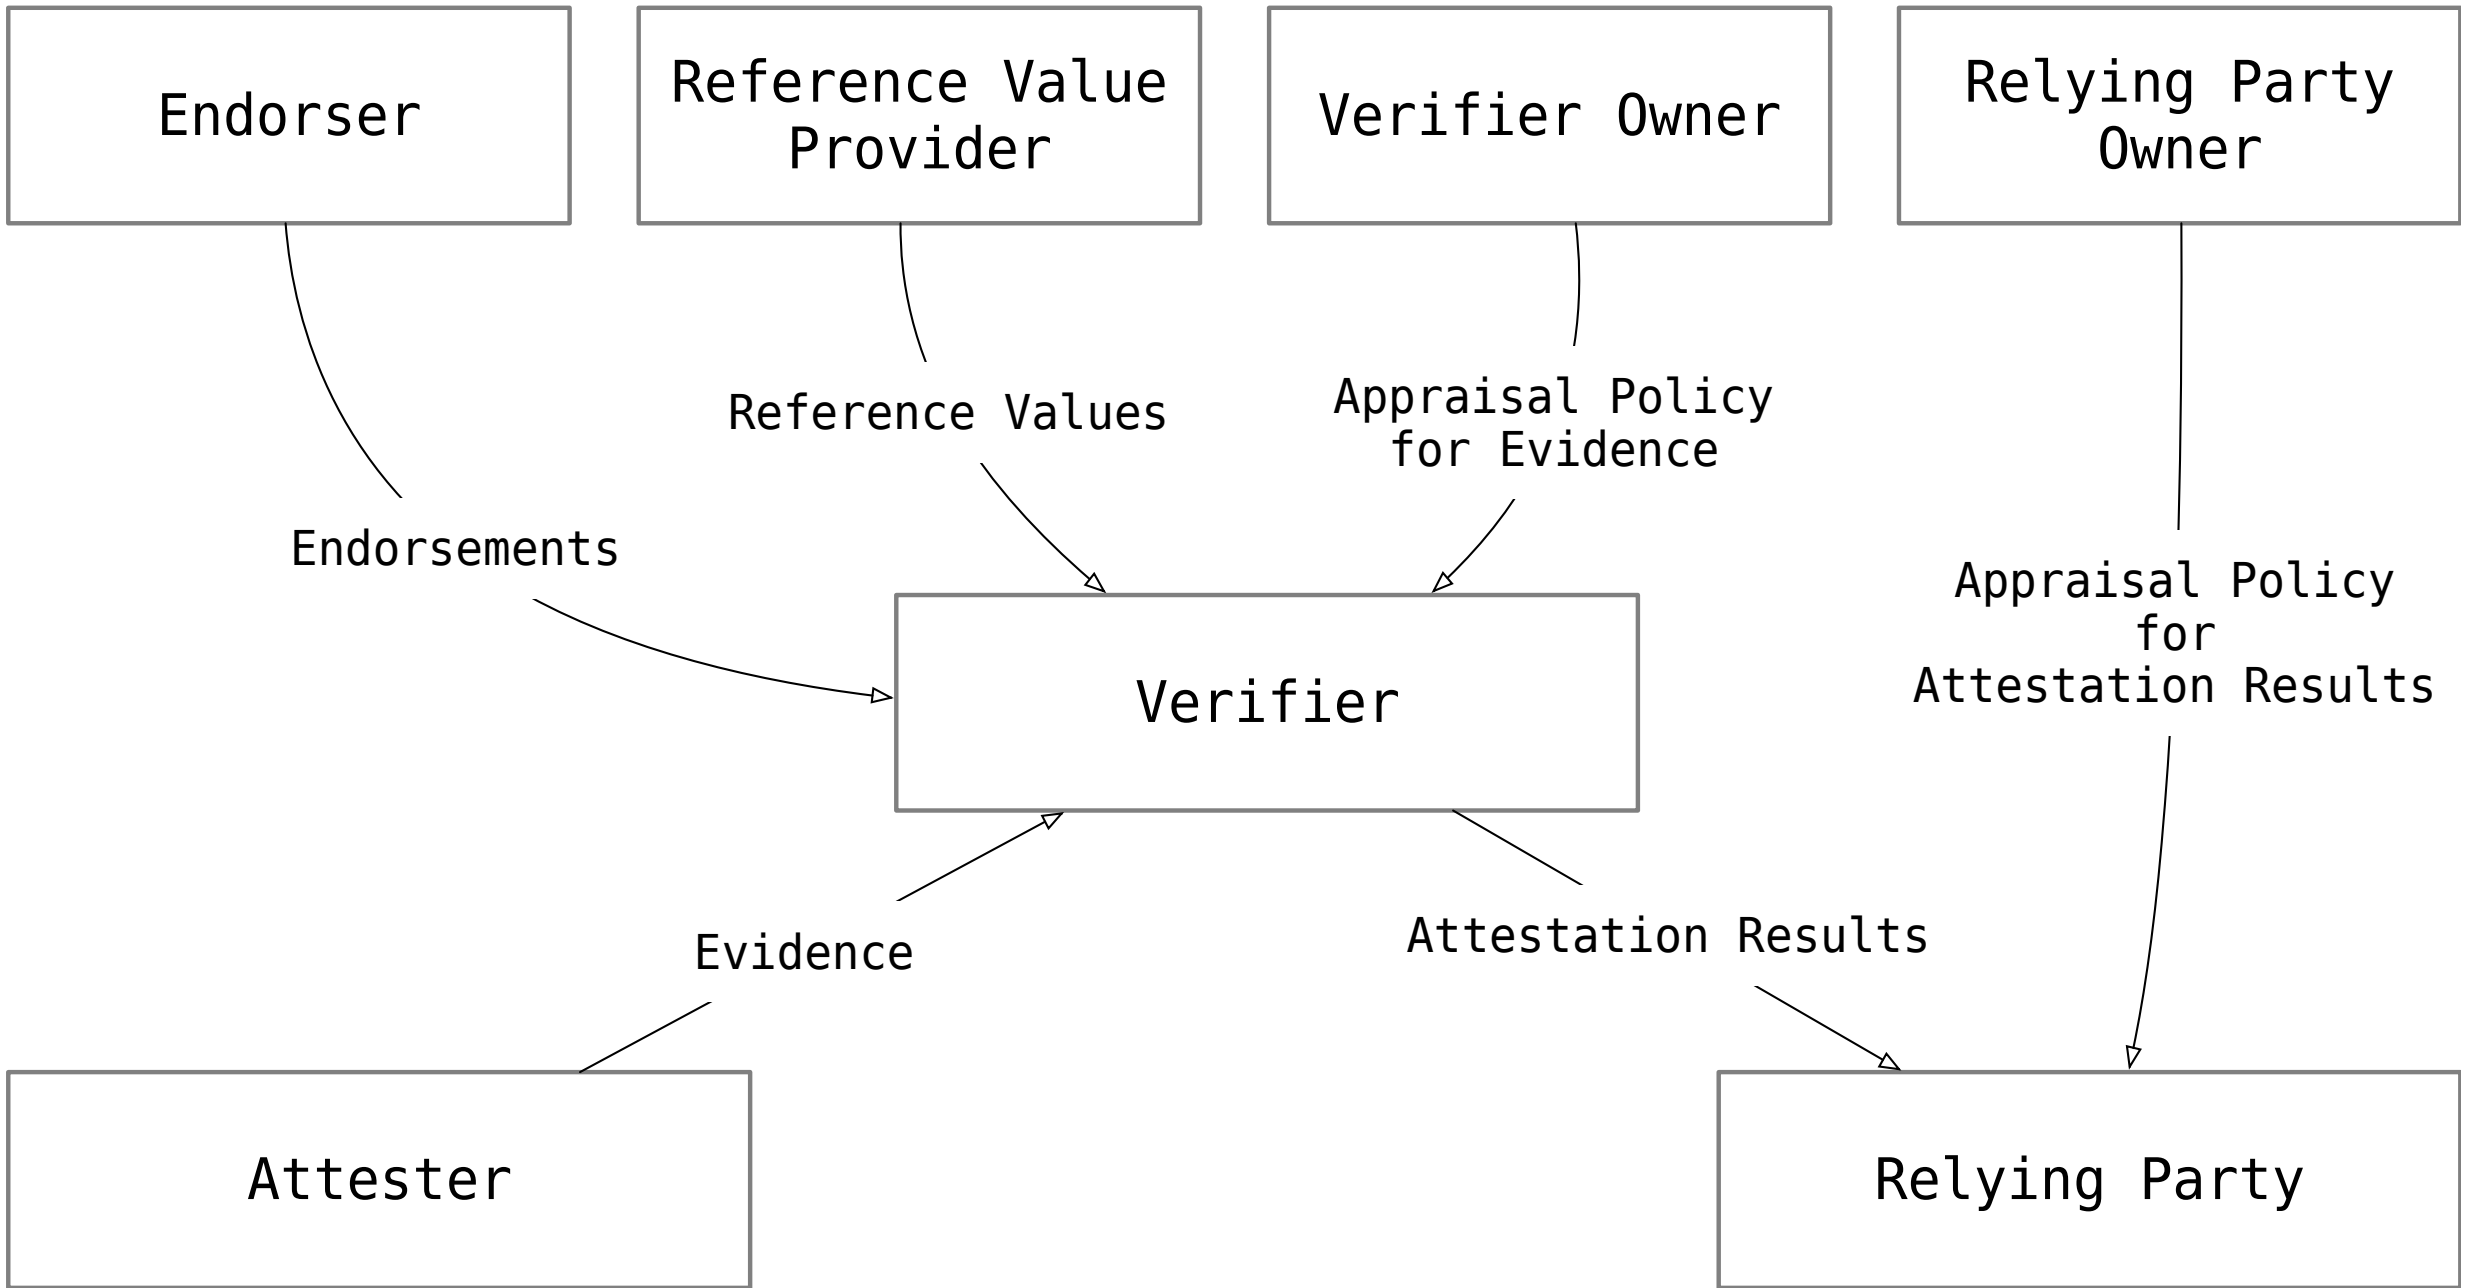 Endorser
Reference Value
Provider
Verifier Owner
Relying Party
Owner
Reference Values
Appraisal Policy
for Evidence
Endorsements
Appraisal Policy
for
Attestation Results
Verifier
Evidence
Attestation Results
Attester
Relying Party